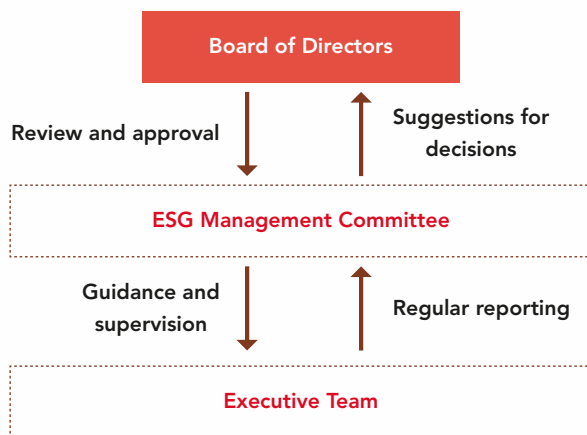 Board of Directors
Review and approval
Suggestions for
decisions
ESG Management Committee
Guidance and
supervision
Regular reporting
Executive Team